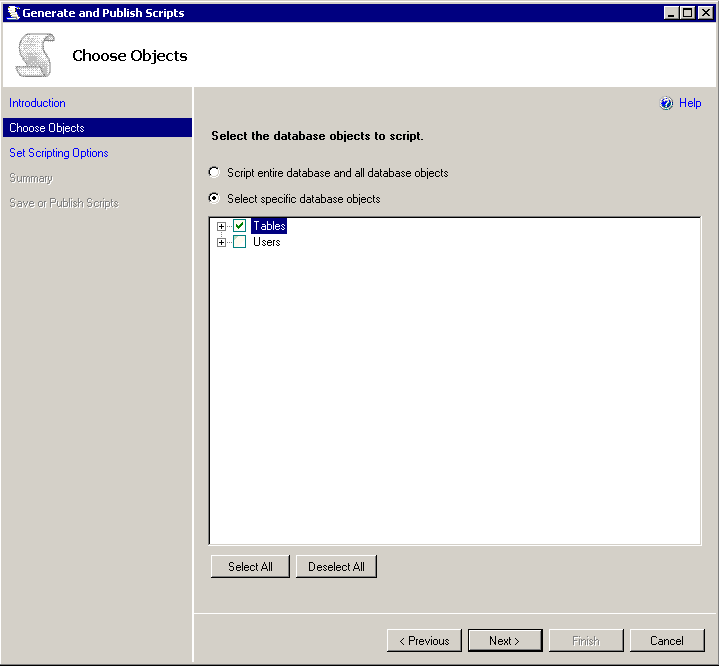 Generate and Publish Scripts
Choose Objects
Introduction
Choose Objects
Set Scripting Options
Summary
Save or Publish Scripts
Help
Select the database objects to script.
Script entire database and all database objects
Select specific database objects
Tables
Users
Select All
Deselect All
< Previous
Next >
Finish
Cancel